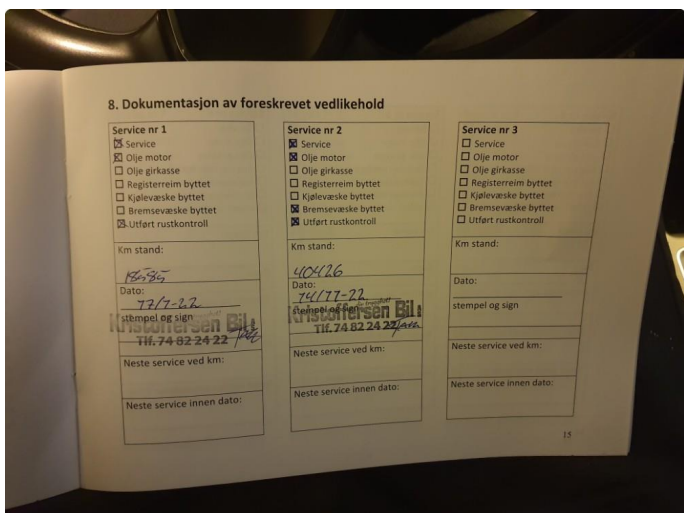 8. Dokumentasjon av foreskrevet vedlikehold
Service nr 1
Service
Olje motor
Olje girkasse
Registerreim byttet
Kjølevæske byttet
Bremsevæske byttet
Utført rustkontroll
Km stand:
18585
Dato:
77/7-22
stempel og sign
Kristoffersen Bil
Tlf. 74 82 24 22
Neste service ved km:
Neste service innen dato:
Service nr 2
Service
Olje motor
Olje girkasse
Registerreim byttet
Kjølevæske byttet
Bremsevæske byttet
Utført rustkontroll
Km stand:
40426
Dato:
14/11-22
stempel og sign
Kristoffersen Bil
Tlf. 74 82 24 22
Neste service ved km:
Neste service innen dato:
Service nr 3
Service
Olje motor
Olje girkasse
Registerreim byttet
Kjølevæske byttet
Bremsevæske byttet
Utført rustkontroll
Km stand:
Dato:
stempel og sign
Neste service ved km:
Neste service innen dato:
15